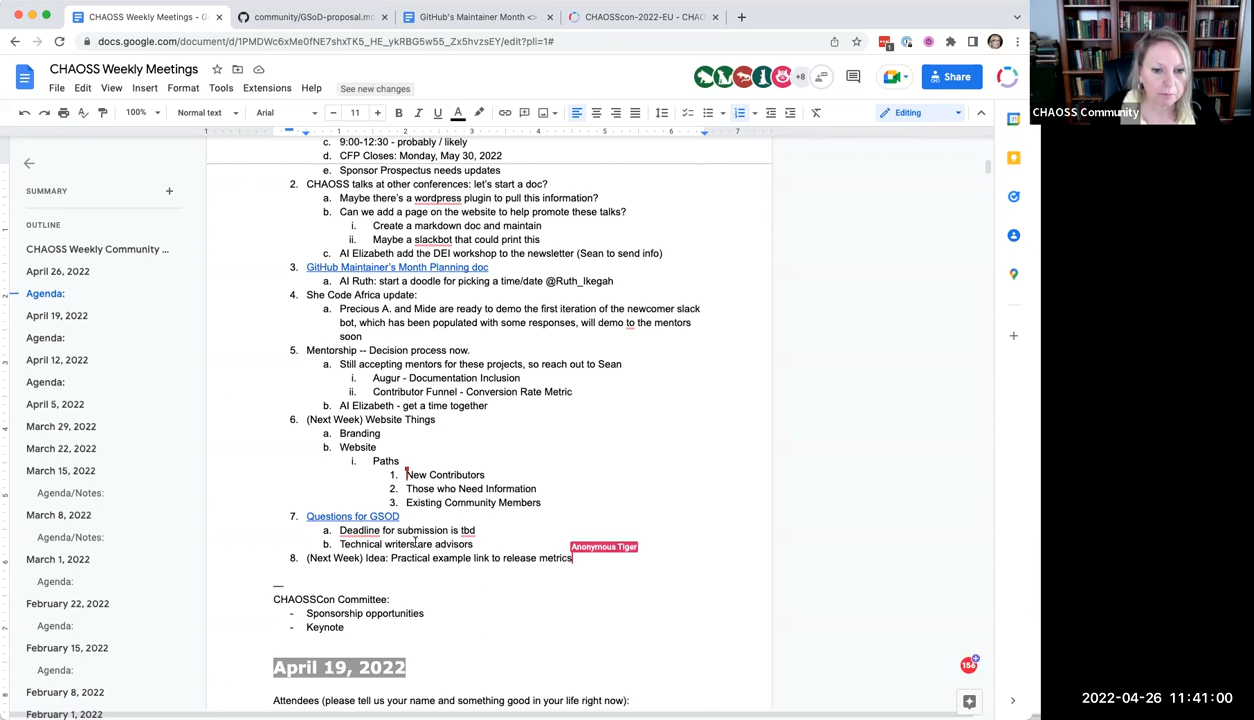 CHAOSS Weekly Meetings - G
community/GSoD-proposal.m
GitHub's Maintainer Month <>
CHAOSScon-2022-EU - CHAO
docs.google.com/document/d/1PMDWc6xMe0fNE7shxTK5_HE_ykRBG5w55_Zx5hvzsEY/edit?pli=1#
CHAOSS Weekly Meetings
File Edit View Insert Format Tools Extensions Help
See new changes
+8
Share
100%
Normal text
Arial
11
Editing
SUMMARY
OUTLINE
CHAOSS Weekly Community ...
April 26, 2022
Agenda:
April 19, 2022
Agenda:
April 12, 2022
Agenda:
April 5, 2022
March 29, 2022
March 22, 2022
March 15, 2022
Agenda/Notes:
March 8, 2022
Agenda/Notes:
March 1, 2022
Agenda:
February 22, 2022
Agenda:
February 15, 2022
Agenda:
February 8, 2022
February 1, 2022
c. 9:00-12:30 - probably / likely
d. CFP Closes: Monday, May 30, 2022
e. Sponsor Prospectus needs updates
2. CHAOSS talks at other conferences: let's start a doc?
a. Maybe there's a wordpress plugin to pull this information?
b. Can we add a page on the website to help promote these talks?
i. Create a markdown doc and maintain
ii. Maybe a slackbot that could print this
c. AI Elizabeth add the DEI workshop to the newsletter (Sean to send info)
3. GitHub Maintainer's Month Planning doc
a. AI Ruth: start a doodle for picking a time/date @Ruth_Ikegah
4. She Code Africa update:
a. Precious A. and Mide are ready to demo the first iteration of the newcomer slack
bot, which has been populated with some responses, will demo to the mentors
soon
5. Mentorship -- Decision process now.
a. Still accepting mentors for these projects, so reach out to Sean
i. Augur - Documentation Inclusion
ii. Contributor Funnel - Conversion Rate Metric
b. AI Elizabeth - get a time together
6. (Next Week) Website Things
a. Branding
b. Website
i. Paths
1. New Contributors
2. Those who Need Information
3. Existing Community Members
7. Questions for GSOD
a. Deadline for submission is tbd
b. Technical writers are advisors
Anonymous Tiger
8. (Next Week) Idea: Practical example link to release metrics
—
CHAOSSCon Committee:
- Sponsorship opportunities
- Keynote
April 19, 2022
Attendees (please tell us your name and something good in your life right now):
156
CHAOSS Community
2022-04-26 11:41:00